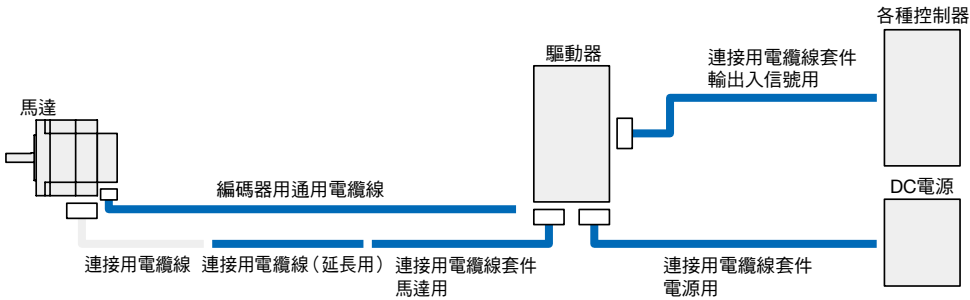 各種控制器
驅動器
連接用電纜線套件
輸出入信號用
馬達
編碼器用通用電纜線
DC電源
連接用電纜線
連接用電纜線（延長用）
連接用電纜線套件
馬達用
連接用電纜線套件
電源用